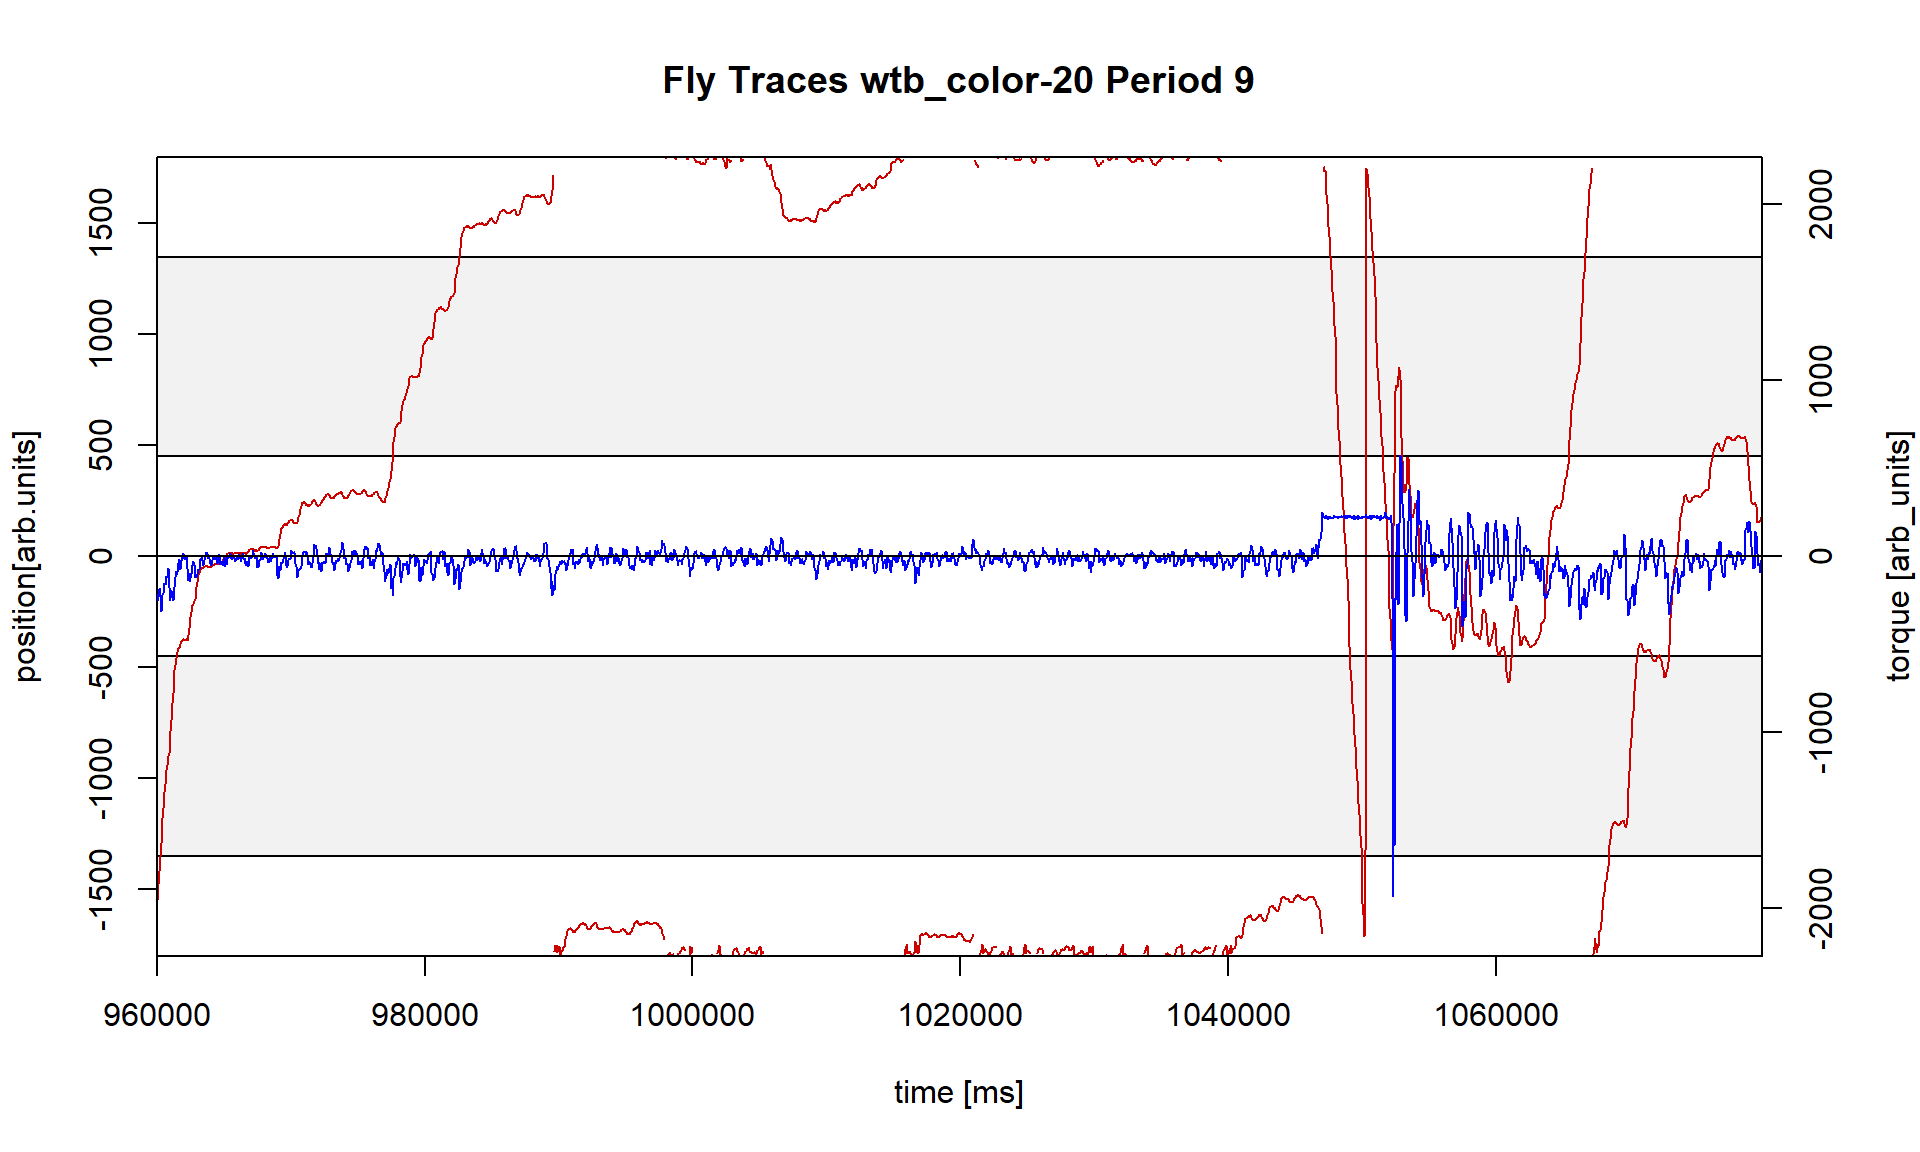 Fly Traces wtb_color-20 Period 9
1500
1000
500
0
-500
-1000
-1500
position[arb.units]
2000
1000
0
-1000
-2000
torque [arb_units]
960000 980000 1000000 1020000 1040000 1060000
time [ms]